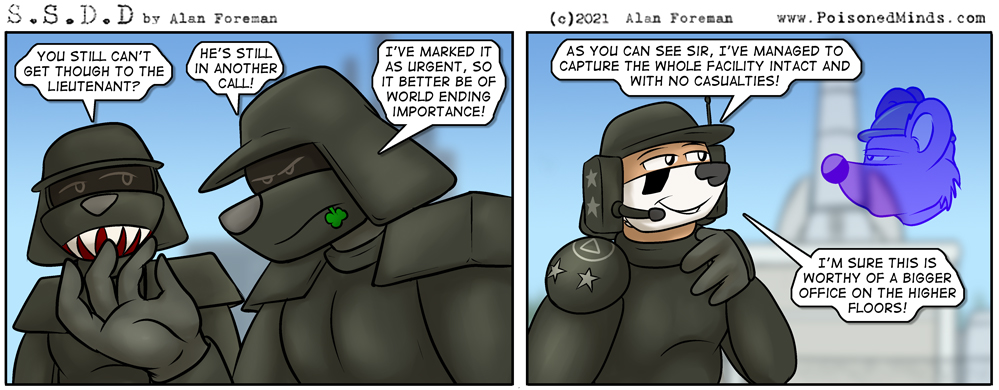 S.S.D.D by Alan Foreman
(c)2021 Alan Foreman www.PoisonedMinds.com
YOU STILL CAN'T
GET THOUGH TO THE
LIEUTENANT?
HE'S STILL
IN ANOTHER
CALL!
I'VE MARKED IT
AS URGENT, SO
IT BETTER BE OF
WORLD ENDING
IMPORTANCE!
AS YOU CAN SEE SIR, I'VE MANAGED TO
CAPTURE THE WHOLE FACILITY INTACT AND
WITH NO CASUALTIES!
I'M SURE THIS IS
WORTHY OF A BIGGER
OFFICE ON THE HIGHER
FLOORS!